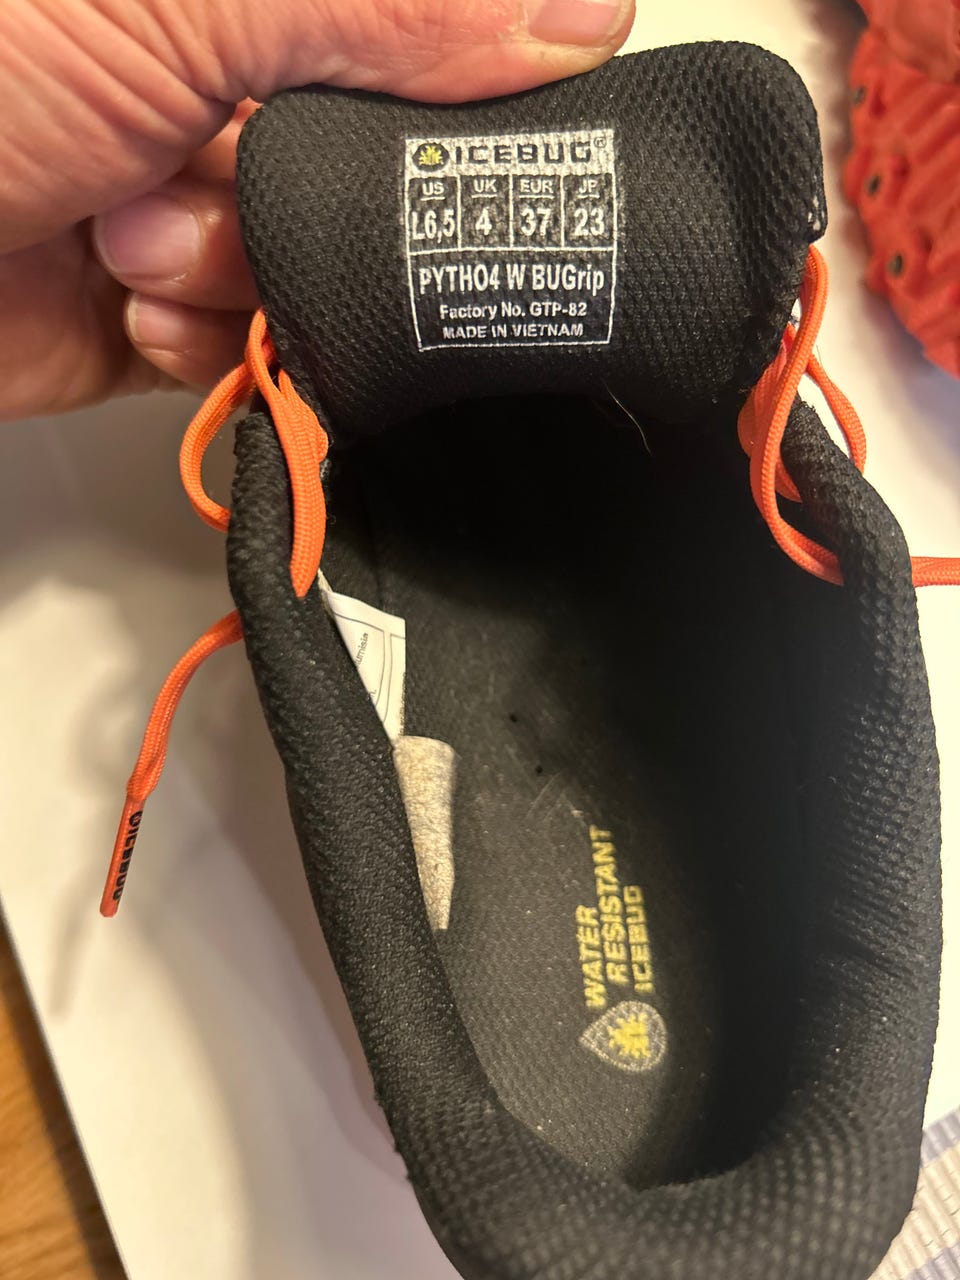 ICEBUG®
US UK EUR JP
L6,5 4 37 23
PYTHO4 W BUGrip
Factory No. GTP-82
MADE IN VIETNAM
WATER
RESISTANT
ICEBUG
ICEBUG